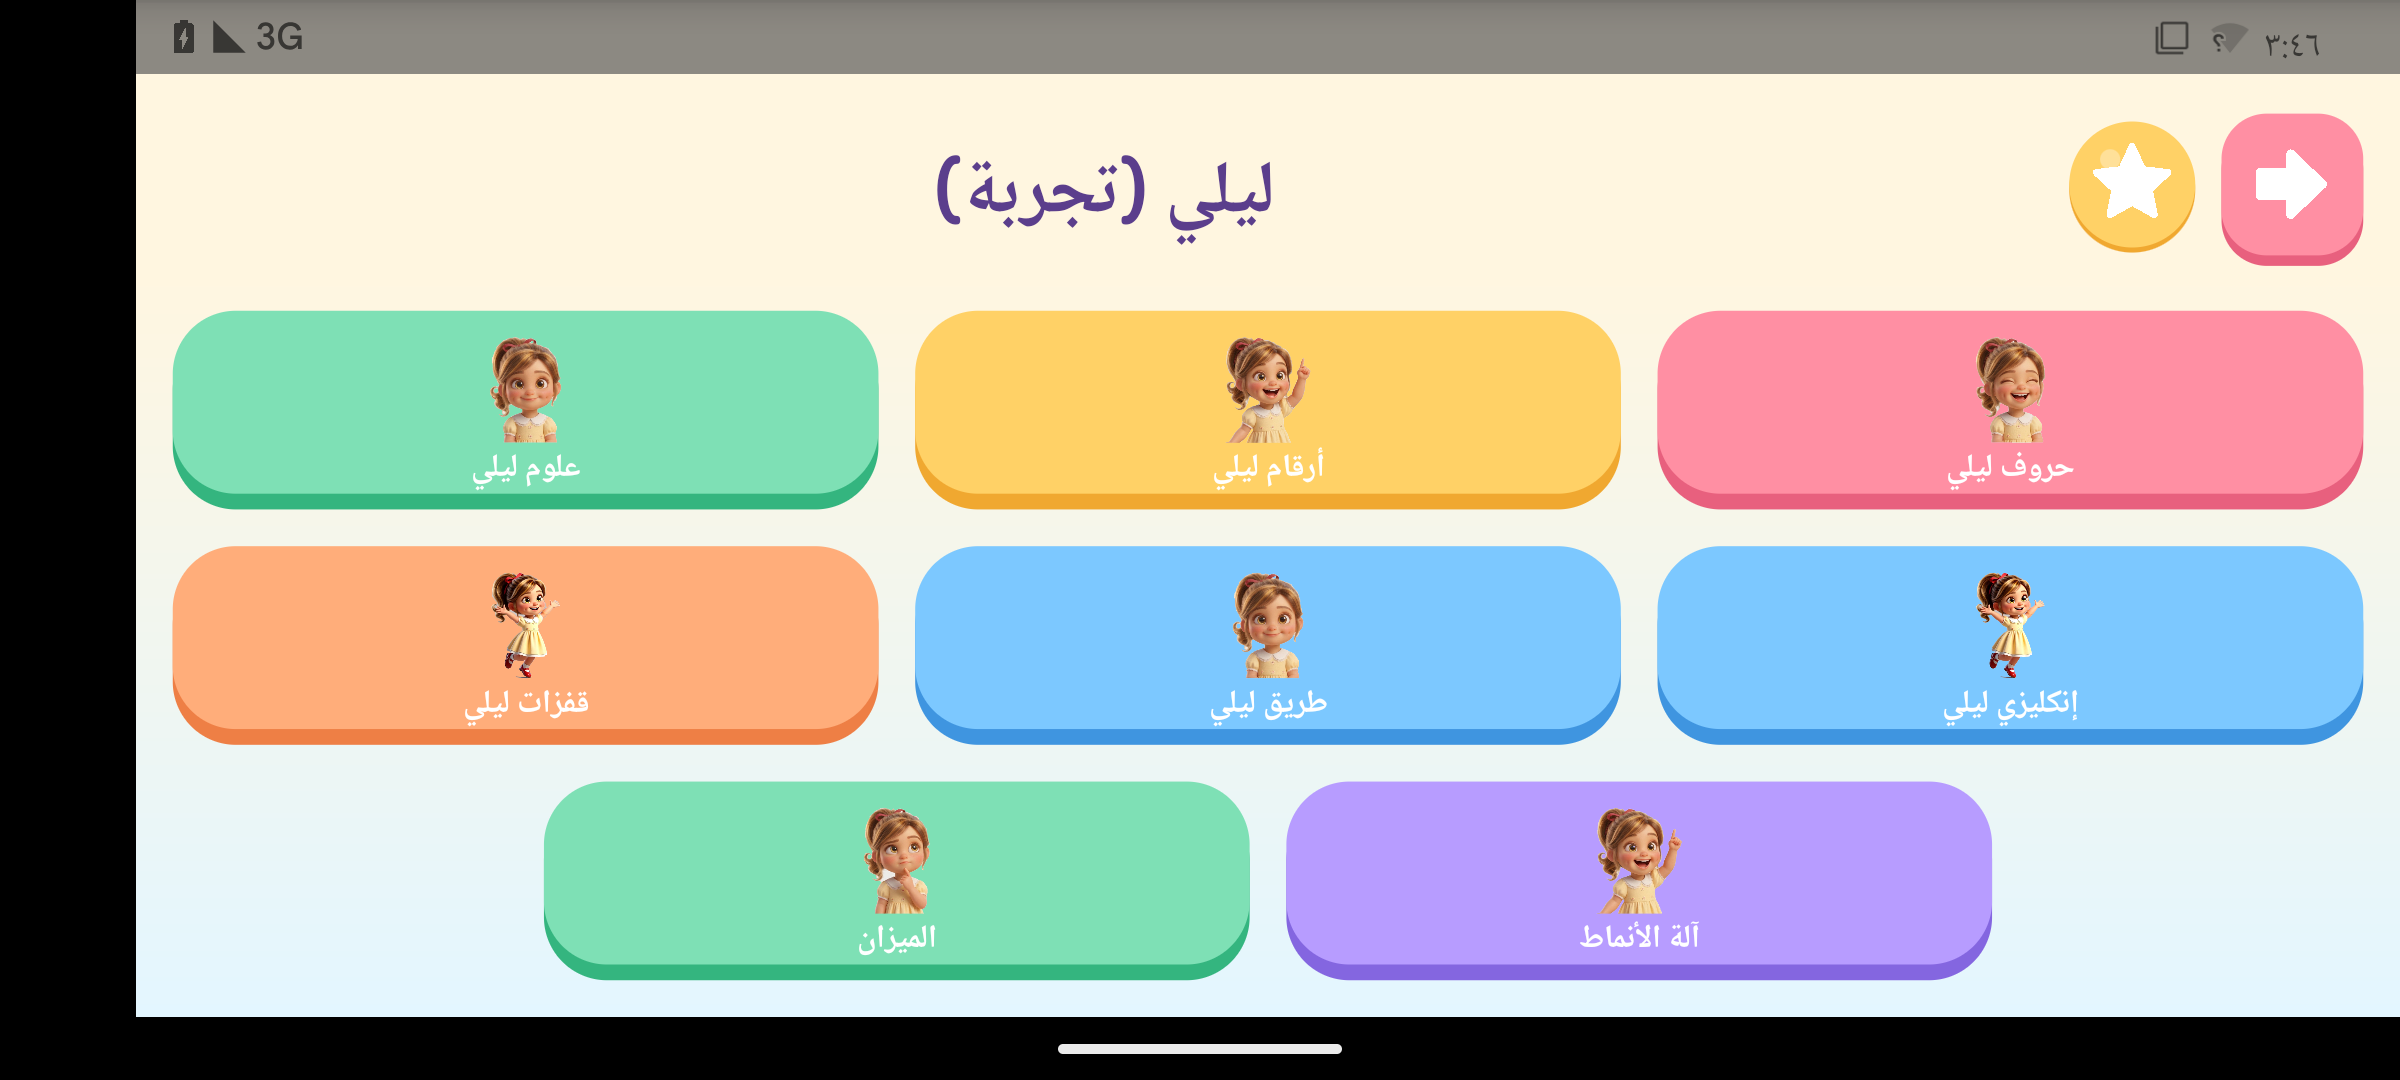 3G
٣:٤٦
ليلي (تجربة)
حروف ليلي
أرقام ليلي
علوم ليلي
إنكليزي ليلي
طريق ليلي
قفزات ليلي
آلة الأنماط
الميزان